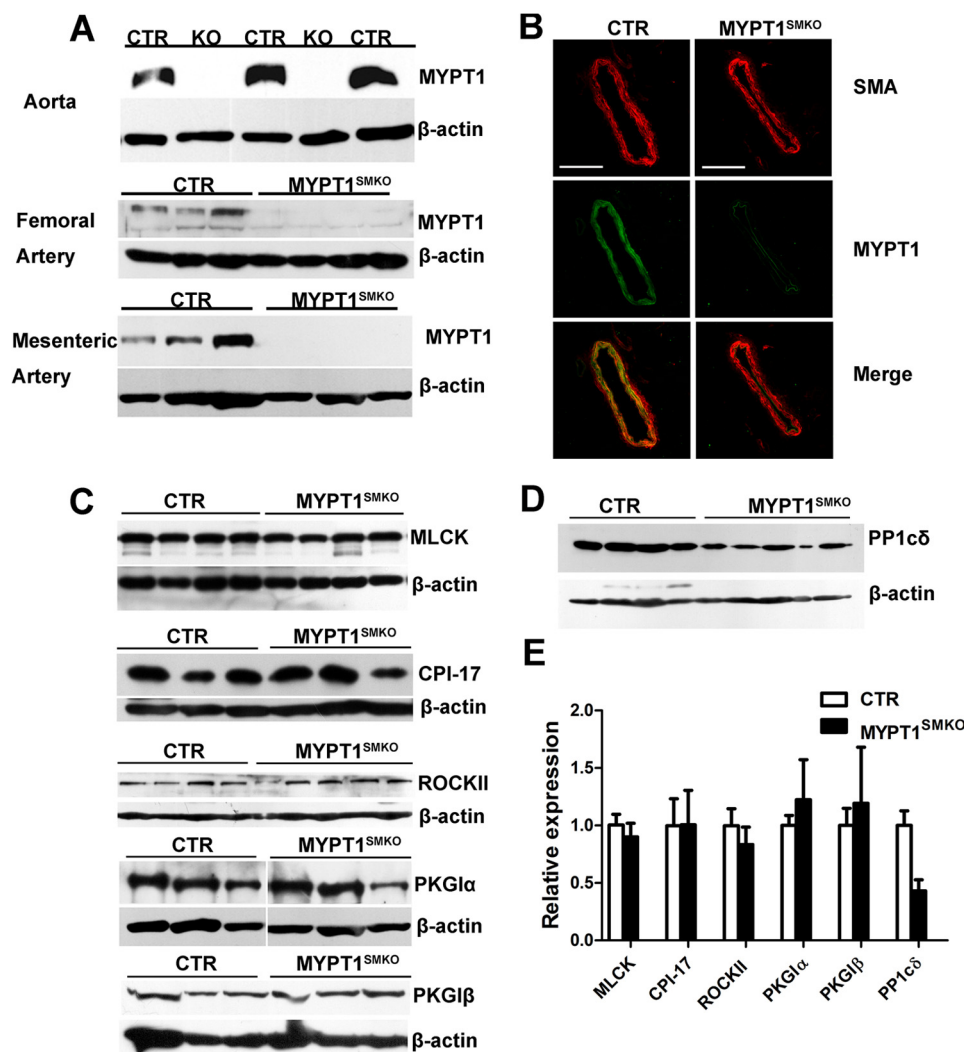 A
CTR KO CTR KO CTR
Aorta
MYPT1
β-actin
CTR MYPT1SMKO
Femoral
Artery
MYPT1
β-actin
CTR MYPT1SMKO
Mesenteric
Artery
MYPT1
β-actin
B
CTR MYPT1SMKO
SMA
MYPT1
Merge
C
CTR MYPT1SMKO
MLCK
β-actin
CTR MYPT1SMKO
CPI-17
β-actin
CTR MYPT1SMKO
ROCKII
β-actin
CTR MYPT1SMKO
PKGIα
β-actin
CTR MYPT1SMKO
PKGIβ
β-actin
D
CTR MYPT1SMKO
PP1cδ
β-actin
E
CTR
MYPT1SMKO
Relative expression
2.0
1.5
1.0
0.5
0.0
MLCK CPI-17 ROCKII PKGIα PKGIβ PP1cδ